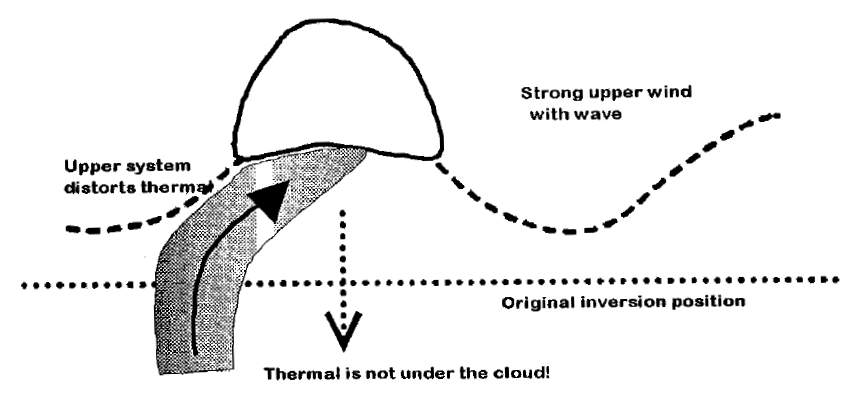 Strong upper wind
with wave
Upper system
distorts thermal
Original inversion position
Thermal is not under the cloud!